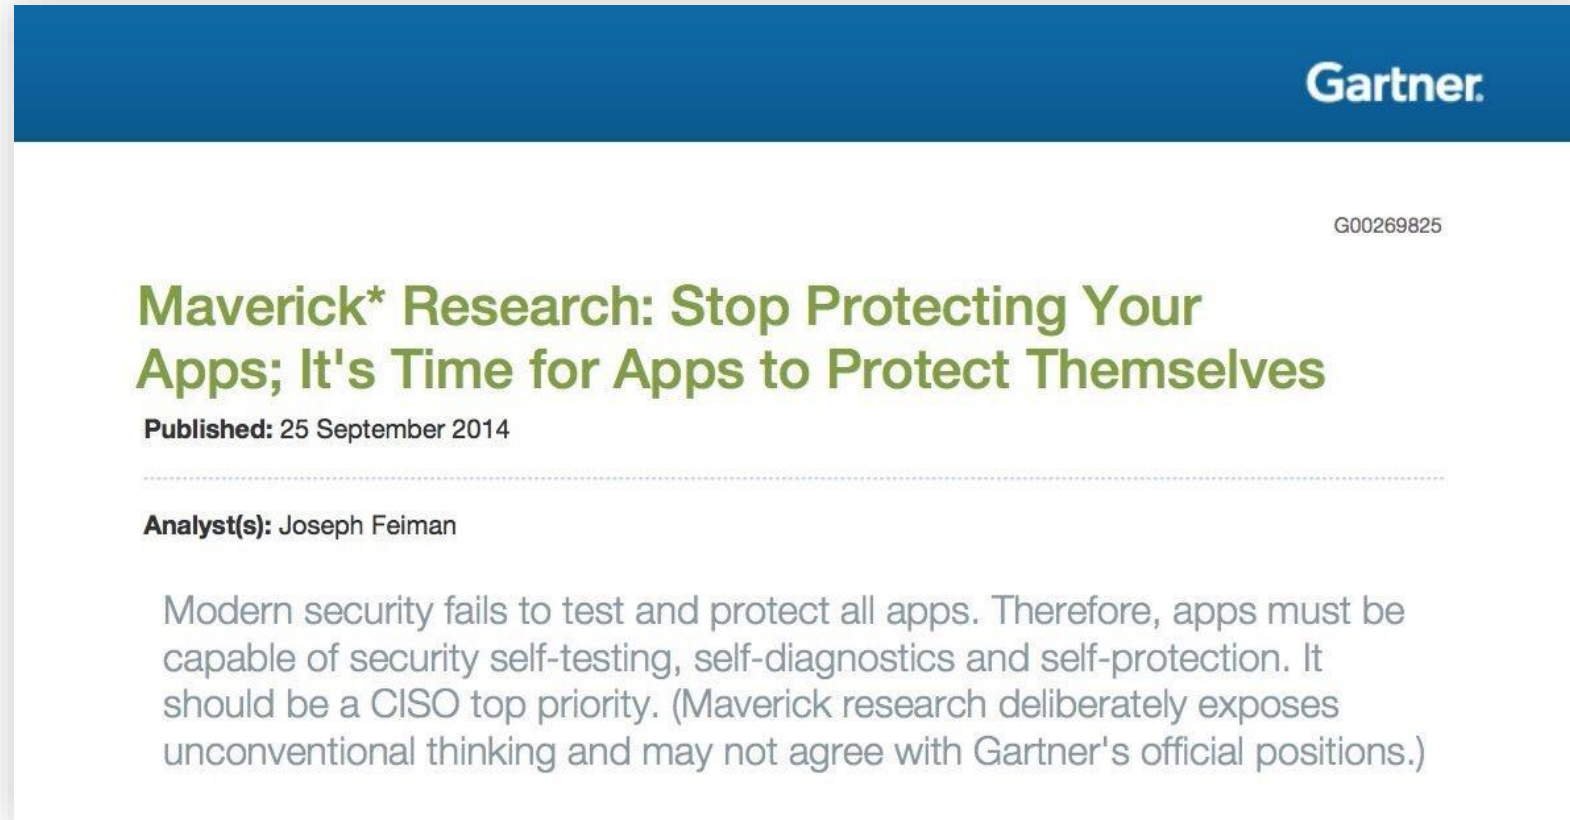 Gartner.
G00269825
Maverick* Research: Stop Protecting Your
Apps; It's Time for Apps to Protect Themselves
Published: 25 September 2014
Analyst(s): Joseph Feiman
Modern security fails to test and protect all apps. Therefore, apps must be
capable of security self-testing, self-diagnostics and self-protection. It
should be a CISO top priority. (Maverick research deliberately exposes
unconventional thinking and may not agree with Gartner's official positions.)